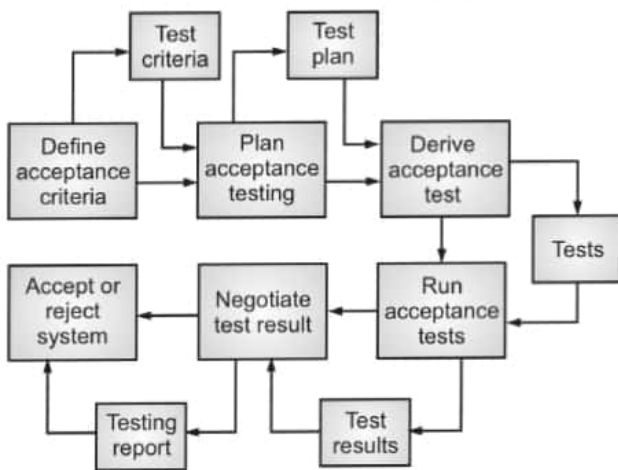 Test
criteria
Test
plan
Define
acceptance
criteria
Plan
acceptance
testing
Derive
acceptance
test
Tests
Accept or
reject
system
Negotiate
test result
Run
acceptance
tests
Testing
report
Test
results